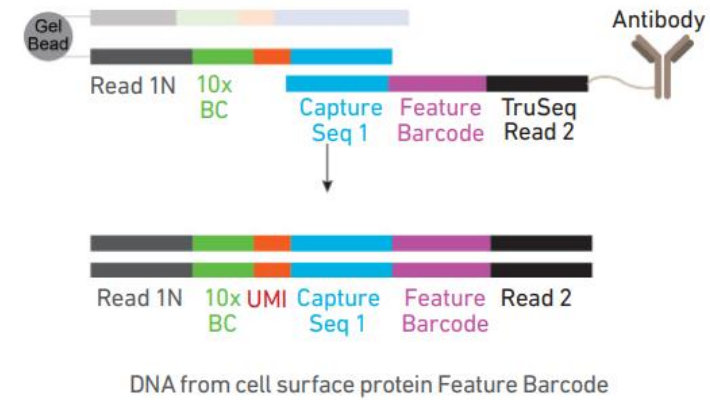 Gel
Bead
Antibody
Read 1N
10x
BC
Capture
Seq 1
Feature
Barcode
TruSeq
Read 2
Read 1N
10x
BC
UMI
Capture
Seq 1
Feature
Barcode
Read 2
DNA from cell surface protein Feature Barcode